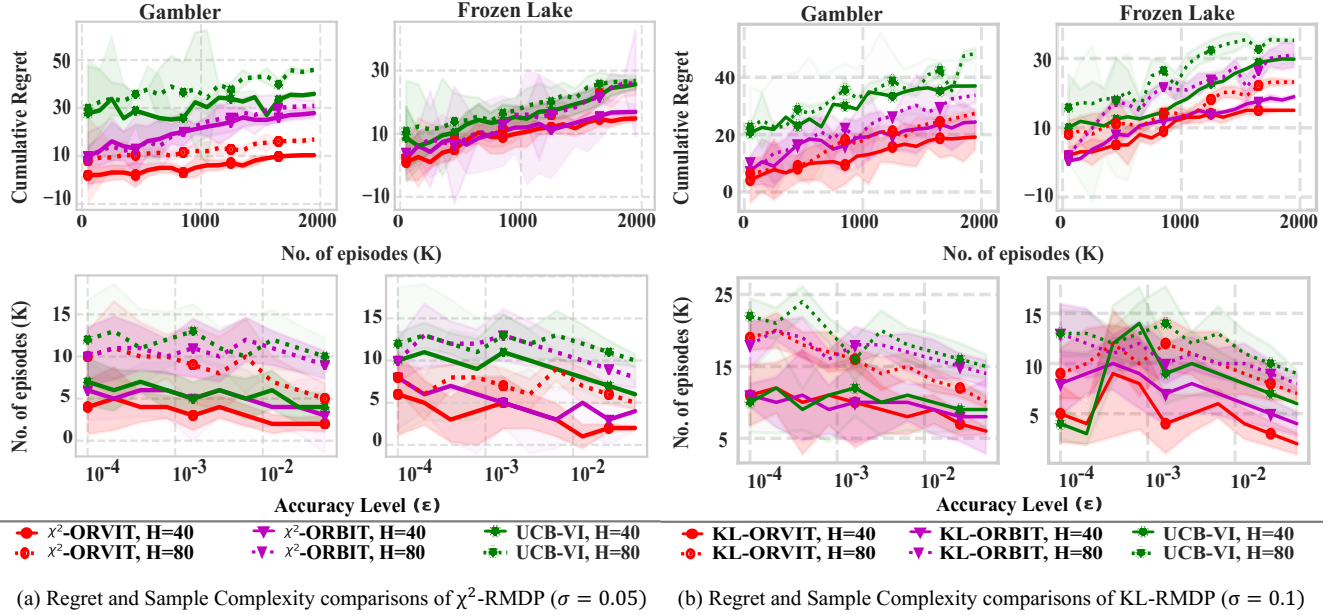 Gambler
Frozen Lake
Gambler
Frozen Lake
Cumulative Regret
50
30
10
−10
30
10
−10
0
1000
2000
0
1000
2000
No. of episodes (K)
Cumulative Regret
40
20
0
30
10
−10
0
1000
2000
0
1000
2000
No. of episodes (K)
No. of episodes (K)
15
10
5
0
15
10
5
0
10⁻⁴
10⁻³
10⁻²
10⁻⁴
10⁻³
10⁻²
Accuracy Level (ε)
No. of episodes (K)
25
15
5
15
10
5
10⁻⁴
10⁻³
10⁻²
10⁻⁴
10⁻³
10⁻²
Accuracy Level (ε)
χ²-ORVIT, H=40
χ²-ORBIT, H=40
UCB-VI, H=40
KL-ORVIT, H=40
KL-ORBIT, H=40
UCB-VI, H=40
χ²-ORVIT, H=80
χ²-ORBIT, H=80
UCB-VI, H=80
KL-ORVIT, H=80
KL-ORBIT, H=80
UCB-VI, H=80
(a) Regret and Sample Complexity comparisons of χ²-RMDP (σ = 0.05)
(b) Regret and Sample Complexity comparisons of KL-RMDP (σ = 0.1)